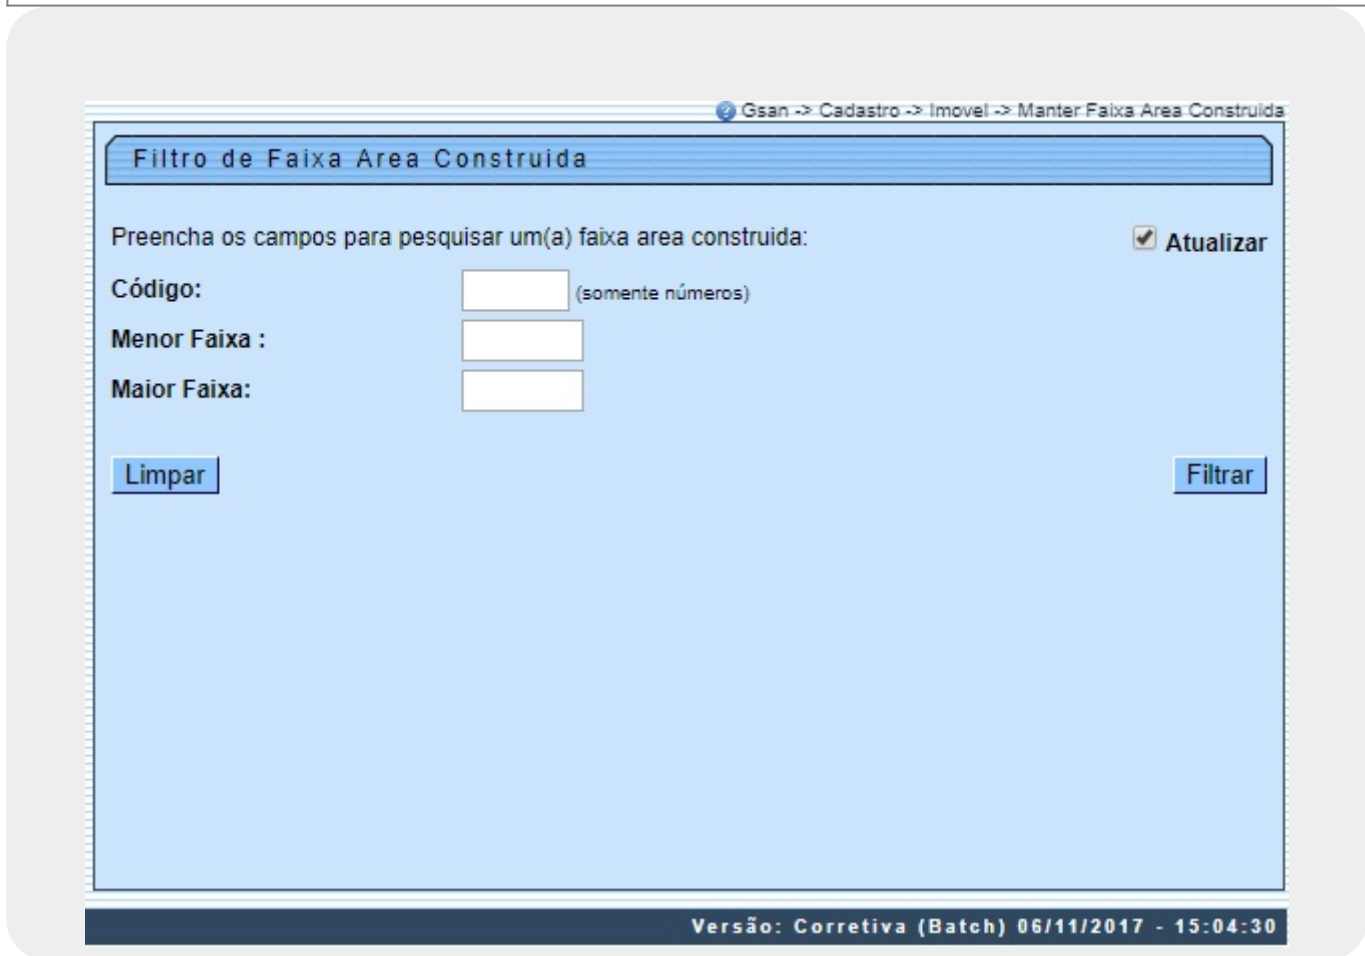 Gsan -> Cadastro -> Imovel -> Manter Faixa Area Construida
Filtro de Faixa Area Construida
Preencha os campos para pesquisar um(a) faixa area construida:
Atualizar
Código:
(somente números)
Menor Faixa :
Maior Faixa:
Limpar
Filtrar
Versão: Corretiva (Batch) 06/11/2017 - 15:04:30